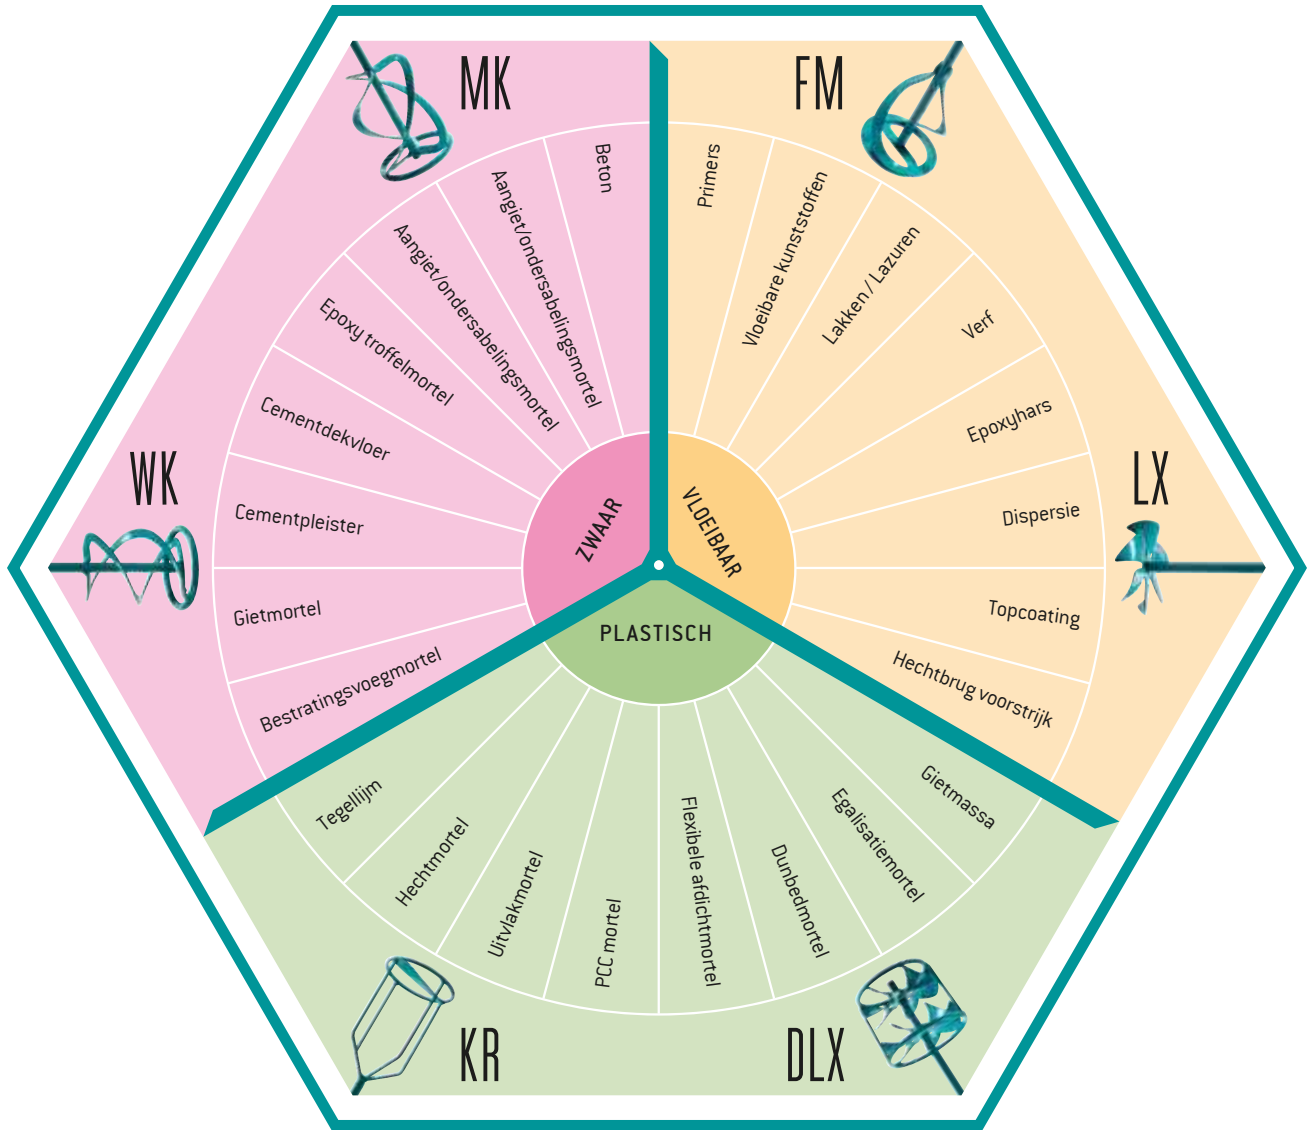 MK
FM
WK
LX
KR
DLX
ZWAAR
VLOEIBAAR
PLASTISCH
Primers
Vloeibare kunststoffen
Lakken / Lazuren
Verf
Epoxyhars
Dispersie
Topcoating
Hechtbrug voorstrijk
Gietmassa
Egalisatiemortel
Dunbedmortel
Flexibele afdichtmortel
PCC mortel
Uitvlakmortel
Hechtmortel
Tegellijm
Bestratingsvoegmortel
Gietmortel
Cementpleister
Cementdekvloer
Epoxy troffelmortel
Aangiet/ondersabelingsmortel
Aangiet/ondersabelingsmortel
Beton